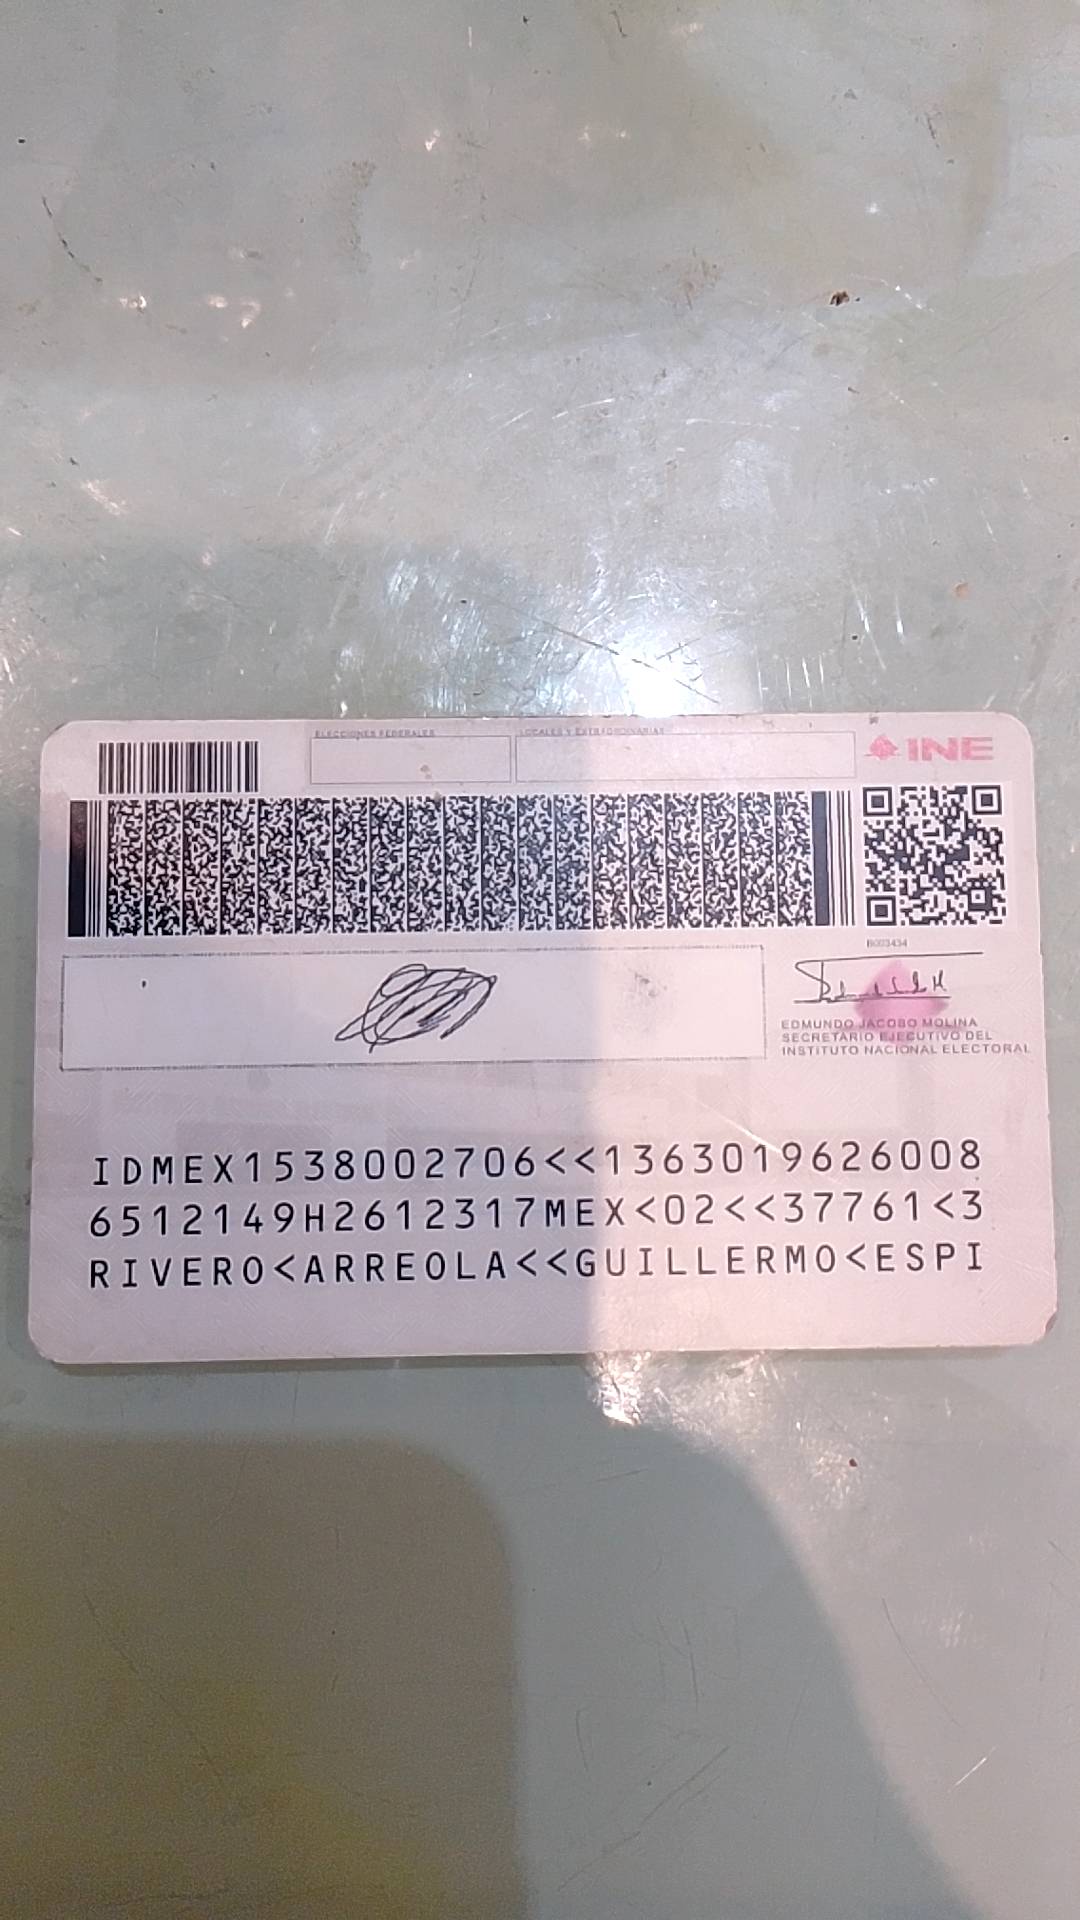 ELECCIONES FEDERALES
LOCALES Y EXTRAORDINARIAS
INE
EDMUNDO JACOBO MOLINA
SECRETARIO EJECUTIVO DEL
INSTITUTO NACIONAL ELECTORAL
IDMEX1538002706<<1363019626008
6512149H2612317MEX<02<<37761<3
RIVERO<ARREOLA<<GUILLERMO<ESPI